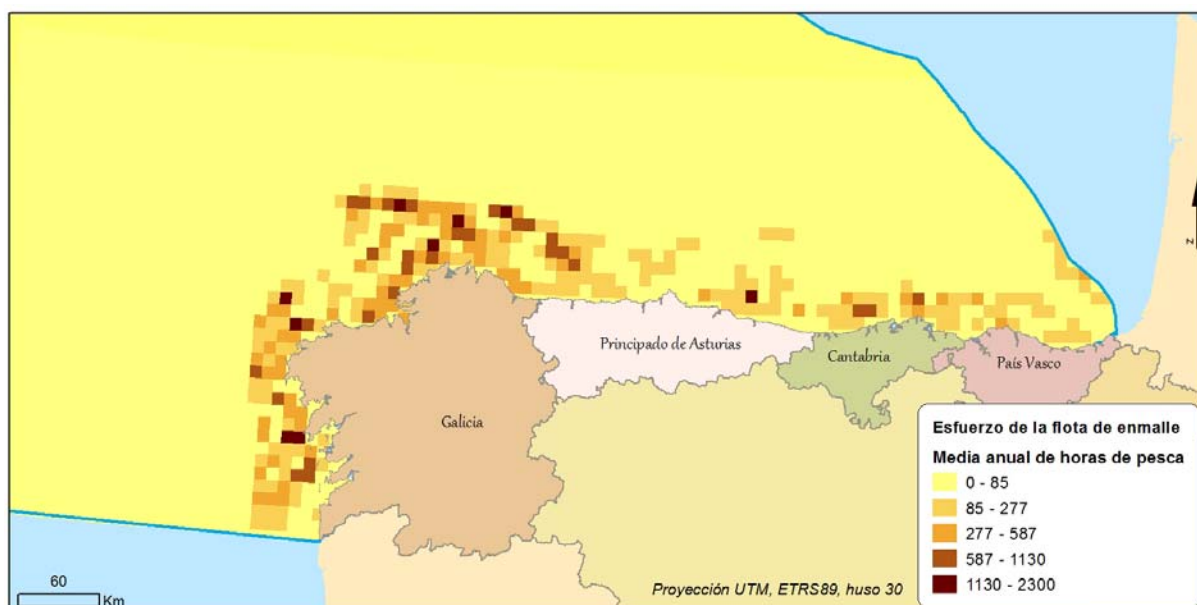 z
Principado de Asturias
Cantabria
País Vasco
Galicia
Esfuerzo de la flota de enmalle
Media anual de horas de pesca
0 - 85
85 - 277
277 - 587
587 - 1130
1130 - 2300
60
Km
Proyección UTM, ETRS89, huso 30